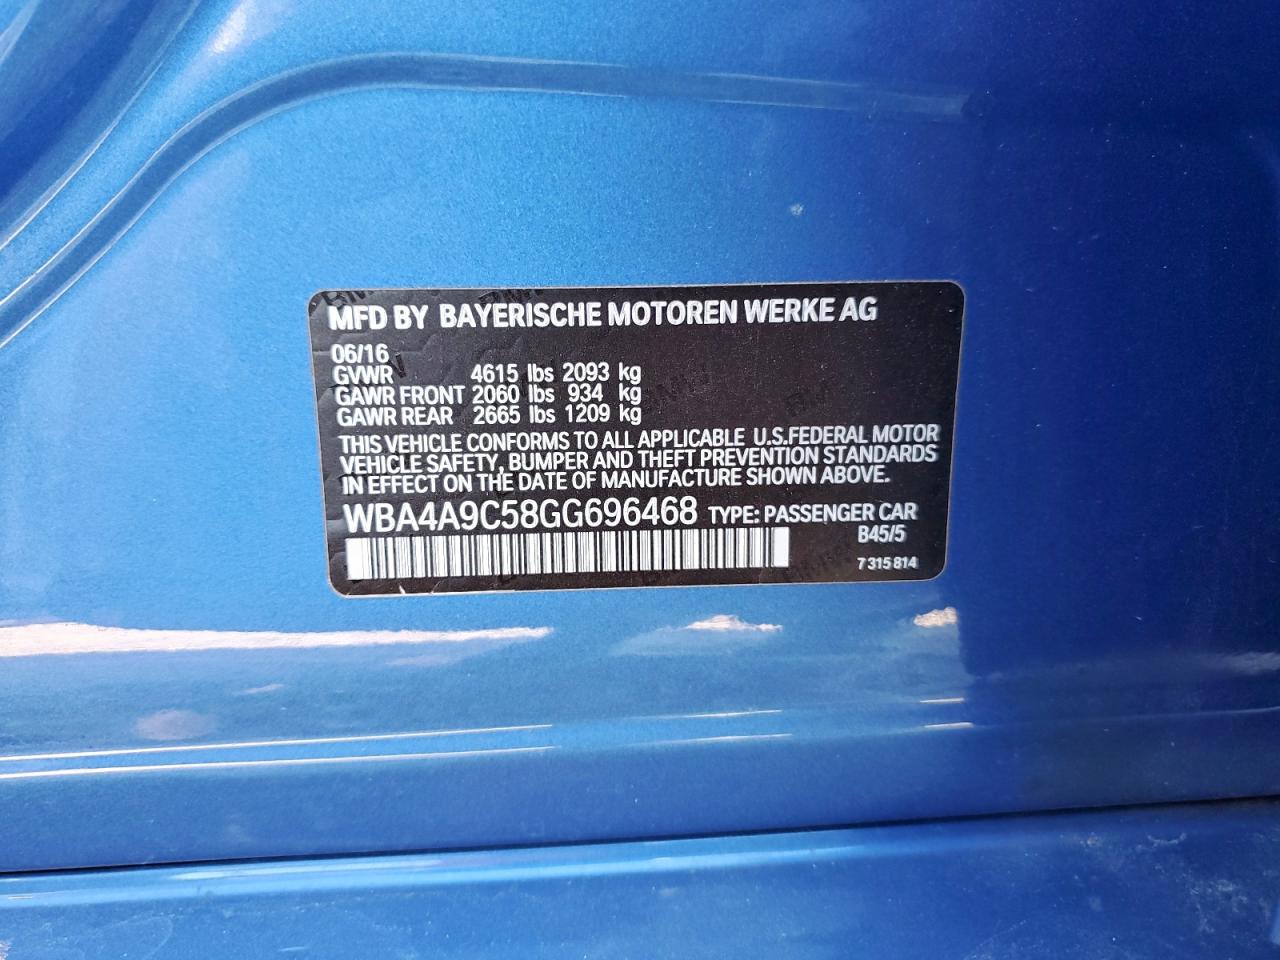 MFD BY BAYERISCHE MOTOREN WERKE AG
06/16
GVWR 4615 lbs 2093 kg
GAWR FRONT 2060 lbs 934 kg
GAWR REAR 2665 lbs 1209 kg
THIS VEHICLE CONFORMS TO ALL APPLICABLE U.S.FEDERAL MOTOR
VEHICLE SAFETY, BUMPER AND THEFT PREVENTION STANDARDS
IN EFFECT ON THE DATE OF MANUFACTURE SHOWN ABOVE.
WBA4A9C58GG696468 TYPE: PASSENGER CAR
B45/5
7 315 814